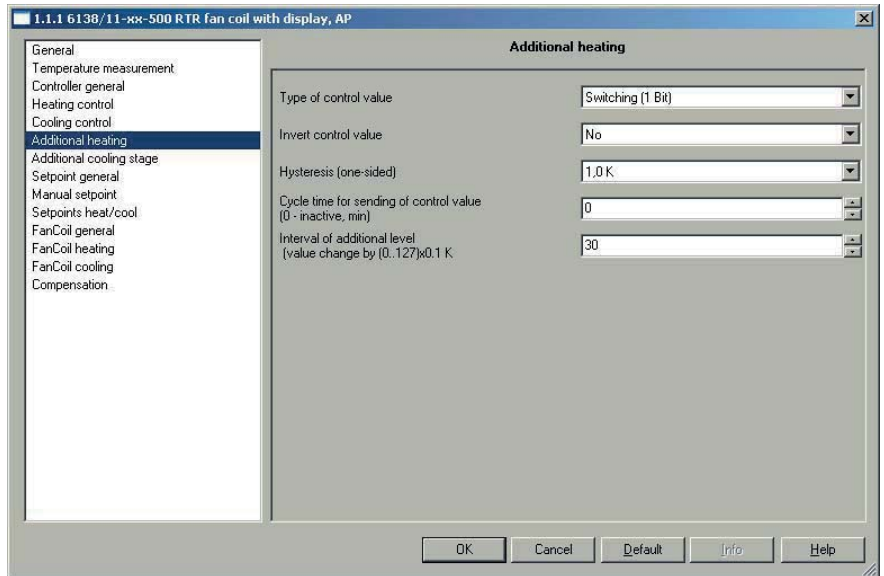 1.1.1 6138/11-xx-500 RTR fan coil with display, AP
General
Temperature measurement
Controller general
Heating control
Cooling control
Additional heating
Additional cooling stage
Setpoint general
Manual setpoint
Setpoints heat/cool
FanCoil general
FanCoil heating
FanCoil cooling
Compensation
Additional heating
Type of control value
Switching (1 Bit)
Invert control value
No
Hysteresis (one-sided)
1,0 K
Cycle time for sending of control value
(0 - inactive, min)
0
Interval of additional level
(value change by (0..127)x0.1 K
30
OK
Cancel
Default
Info
Help